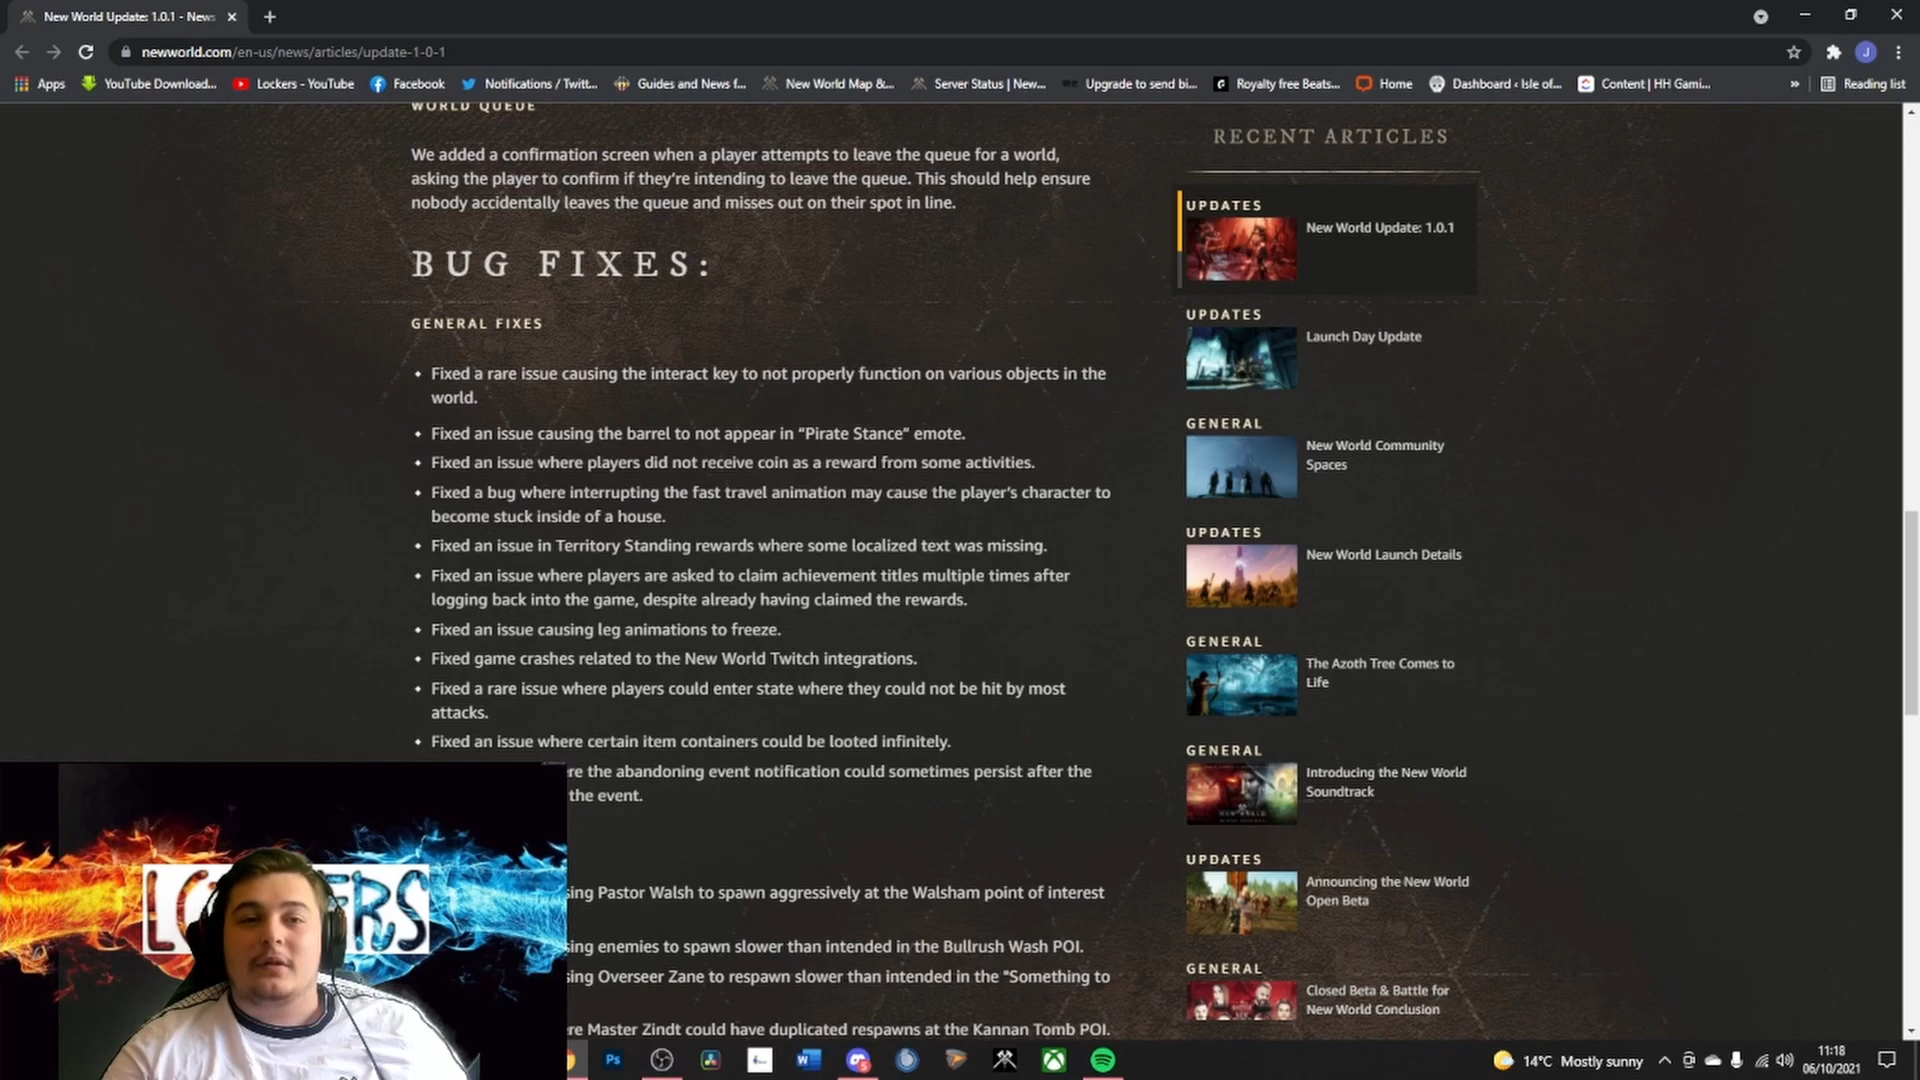 New World Update: 1.0.1 - News
newworld.com/en-us/news/articles/update-1-0-1
J
Apps
YouTube Download...
Lockers - YouTube
Facebook
Notifications / Twitt...
Guides and News f...
New World Map &...
Server Status | New...
Upgrade to send bi...
Royalty free Beats...
Home
Dashboard ‹ Isle of...
Content | HH Gami...
»
Reading list
WORLD QUEUE
We added a confirmation screen when a player attempts to leave the queue for a world,
asking the player to confirm if they're intending to leave the queue. This should help ensure
nobody accidentally leaves the queue and misses out on their spot in line.
BUG FIXES:
GENERAL FIXES
Fixed a rare issue causing the interact key to not properly function on various objects in the
world.
Fixed an issue causing the barrel to not appear in “Pirate Stance” emote.
Fixed an issue where players did not receive coin as a reward from some activities.
Fixed a bug where interrupting the fast travel animation may cause the player's character to
become stuck inside of a house.
Fixed an issue in Territory Standing rewards where some localized text was missing.
Fixed an issue where players are asked to claim achievement titles multiple times after
logging back into the game, despite already having claimed the rewards.
Fixed an issue causing leg animations to freeze.
Fixed game crashes related to the New World Twitch integrations.
Fixed a rare issue where players could enter state where they could not be hit by most
attacks.
Fixed an issue where certain item containers could be looted infinitely.
re the abandoning event notification could sometimes persist after the
the event.
sing Pastor Walsh to spawn aggressively at the Walsham point of interest
sing enemies to spawn slower than intended in the Bullrush Wash POI.
sing Overseer Zane to respawn slower than intended in the "Something to
ere Master Zindt could have duplicated respawns at the Kannan Tomb POI.
RECENT ARTICLES
UPDATES
New World Update: 1.0.1
UPDATES
Launch Day Update
GENERAL
New World Community
Spaces
UPDATES
New World Launch Details
GENERAL
The Azoth Tree Comes to
Life
GENERAL
Introducing the New World
Soundtrack
NEW WORLD
UPDATES
Announcing the New World
Open Beta
GENERAL
Closed Beta & Battle for
New World Conclusion
LO ERS
Ps
W
14°C Mostly sunny
11:18
06/10/2021